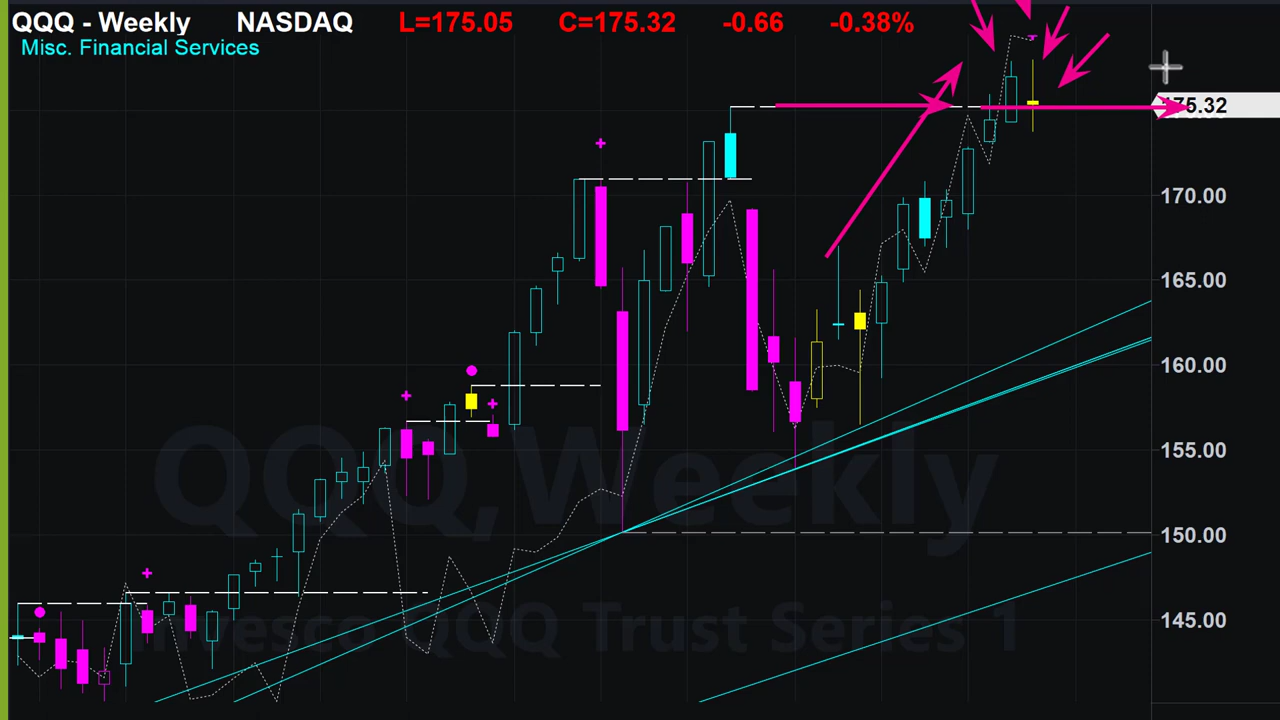 QQQ - Weekly NASDAQ L=175.05 C=175.32 -0.66 -0.38%
Misc. Financial Services
175.32
170.00
165.00
160.00
155.00
150.00
145.00
QQQ,Weekly
Invesco QQQ Trust Series 1